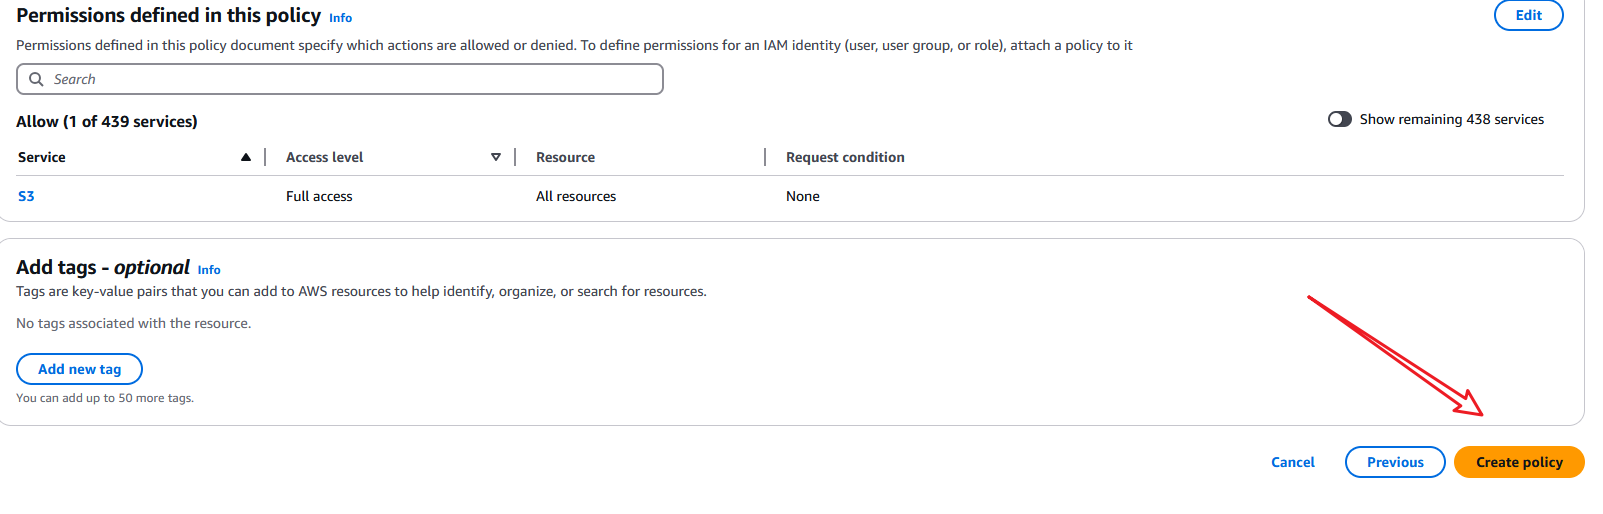 Permissions defined in this policy Info
Edit
Permissions defined in this policy document specify which actions are allowed or denied. To define permissions for an IAM identity (user, user group, or role), attach a policy to it
Search
Allow (1 of 439 services)
Show remaining 438 services
Service Access level Resource Request condition
S3 Full access All resources None
Add tags - optional Info
Tags are key-value pairs that you can add to AWS resources to help identify, organize, or search for resources.
No tags associated with the resource.
Add new tag
You can add up to 50 more tags.
Cancel Previous Create policy